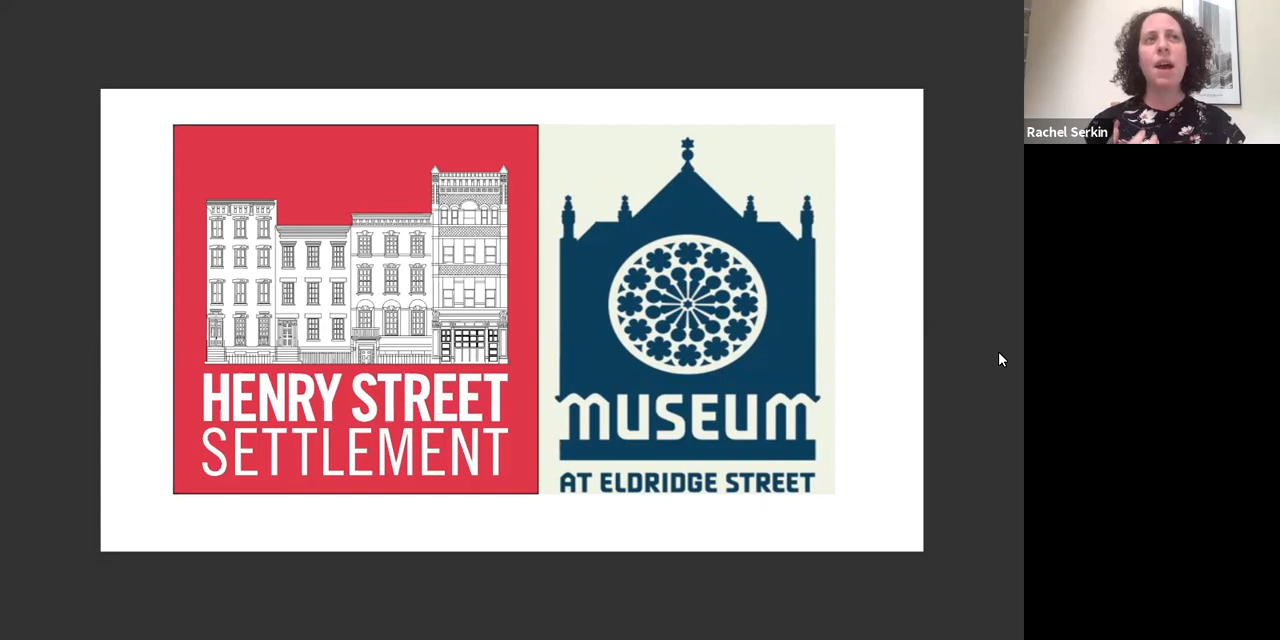 HENRY STREET
SETTLEMENT
MUSEUM
AT ELDRIDGE STREET
Rachel Serkin